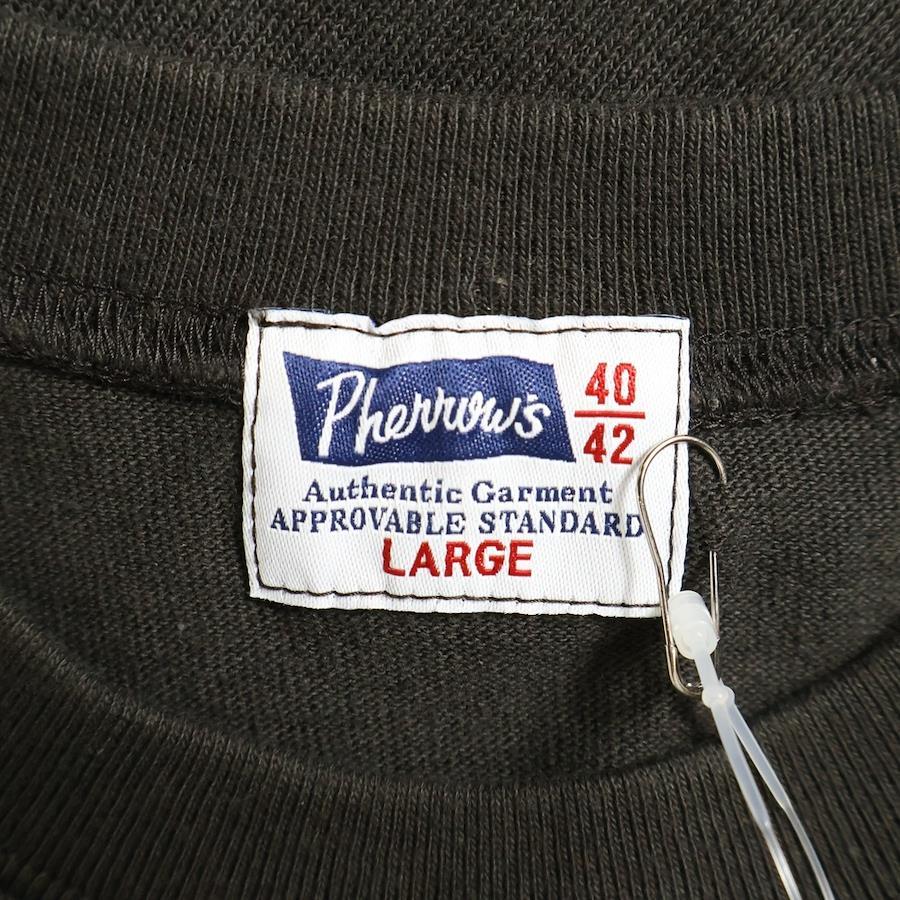 Pherrow's
40
42
Authentic Garment
APPROVABLE STANDARD
LARGE